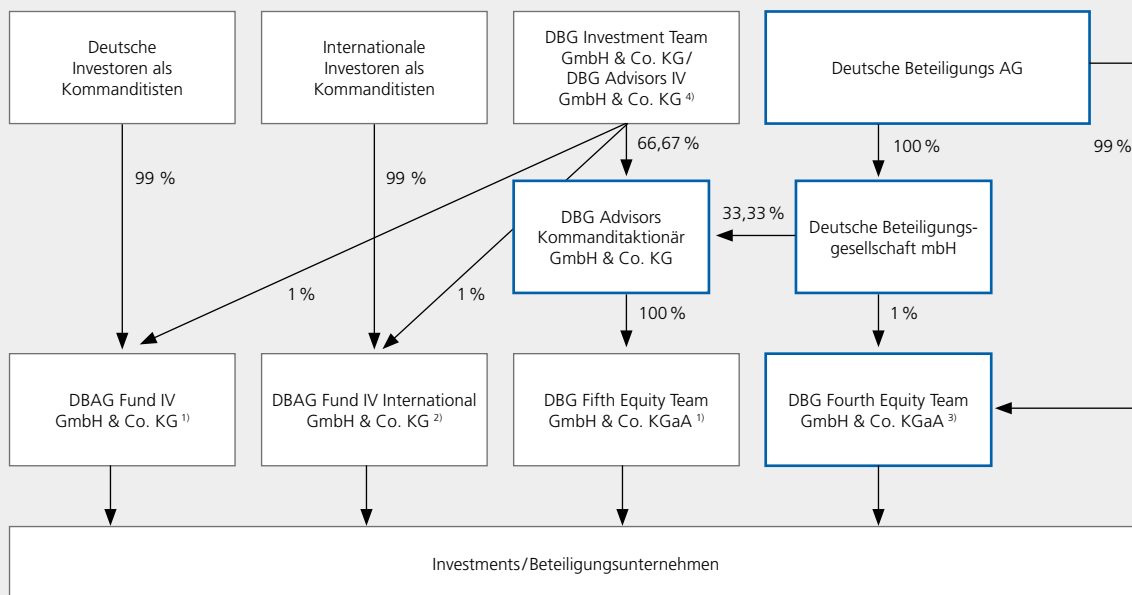 Deutsche
Investoren als
Kommanditisten
Internationale
Investoren als
Kommanditisten
DBG Investment Team
GmbH & Co. KG/
DBG Advisors IV
GmbH & Co. KG 4)
Deutsche Beteiligungs AG
99 %
99 %
66,67 %
100 %
99 %
DBG Advisors
Kommanditaktionär
GmbH & Co. KG
33,33 %
Deutsche Beteiligungs-
gesellschaft mbH
1 %
1 %
100 %
1 %
DBAG Fund IV
GmbH & Co. KG 1)
DBAG Fund IV International
GmbH & Co. KG 2)
DBG Fifth Equity Team
GmbH & Co. KGaA 1)
DBG Fourth Equity Team
GmbH & Co. KGaA 3)
Investments/Beteiligungsunternehmen